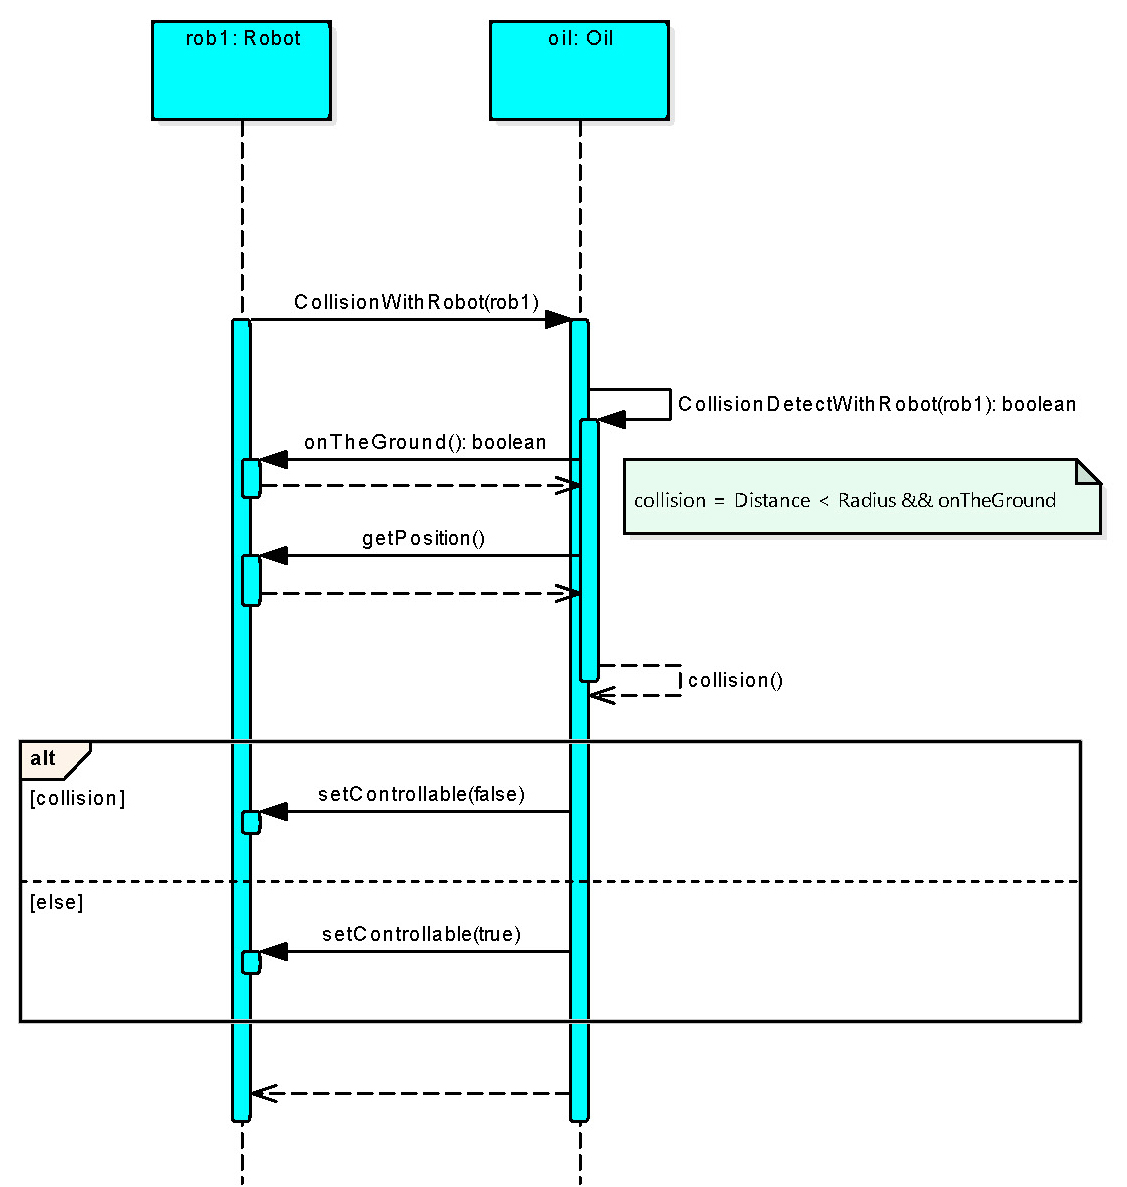 rob1: Robot
oil: Oil
CollisionWithRobot(rob1)
CollisionDetectWithRobot(rob1): boolean
onTheGround(): boolean
collision = Distance < Radius && onTheGround
getPosition()
collision()
alt
[collision]
setControllable(false)
[else]
setControllable(true)